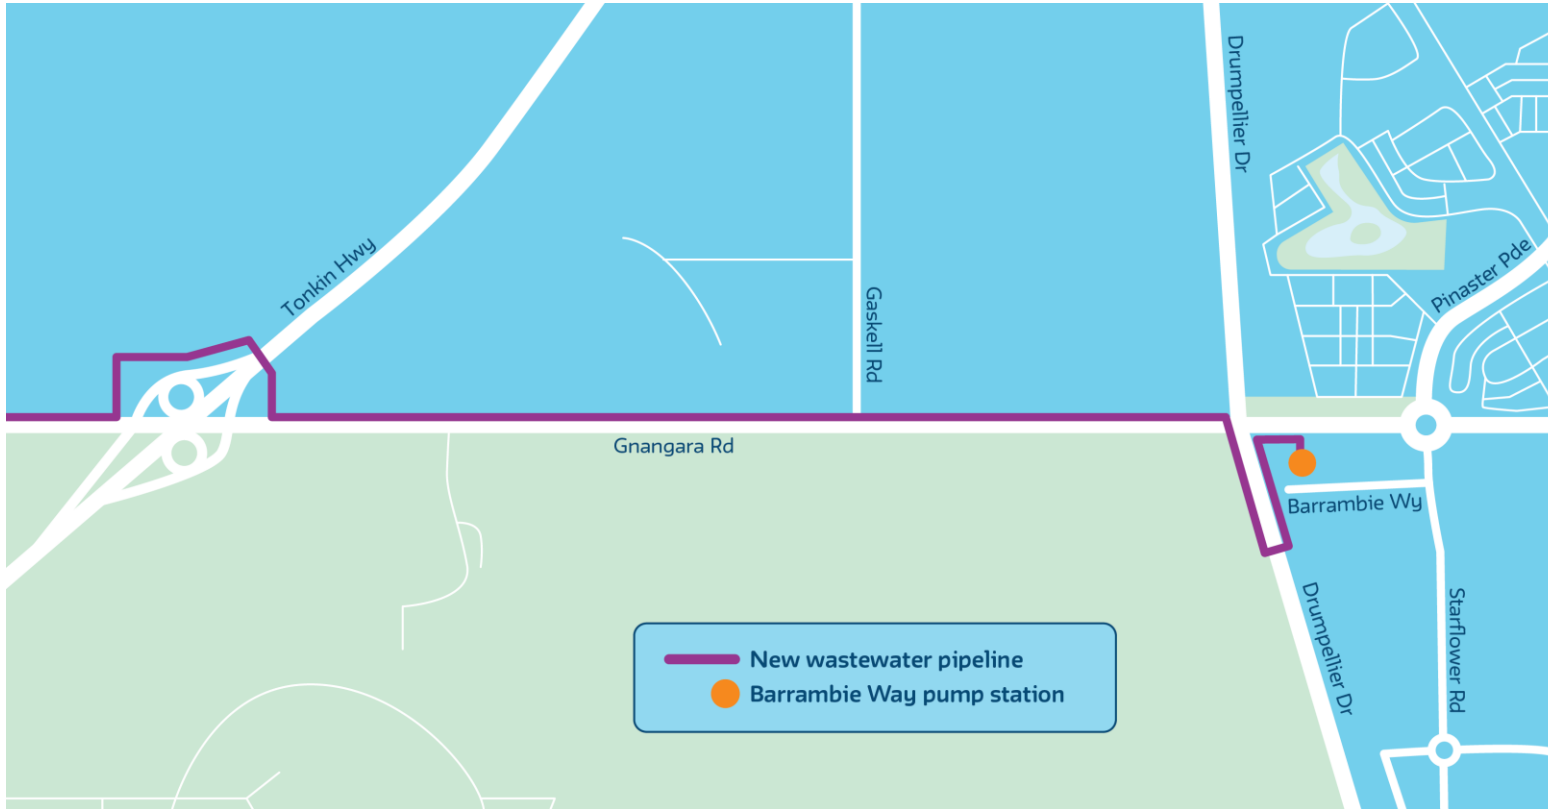 Drumpellier Dr
Tonkin Hwy
Gaskell Rd
Pinaster Pde
Gnangara Rd
Barrambie Wy
Drumpellier Dr
Starflower Rd
New wastewater pipeline
Barrambie Way pump station